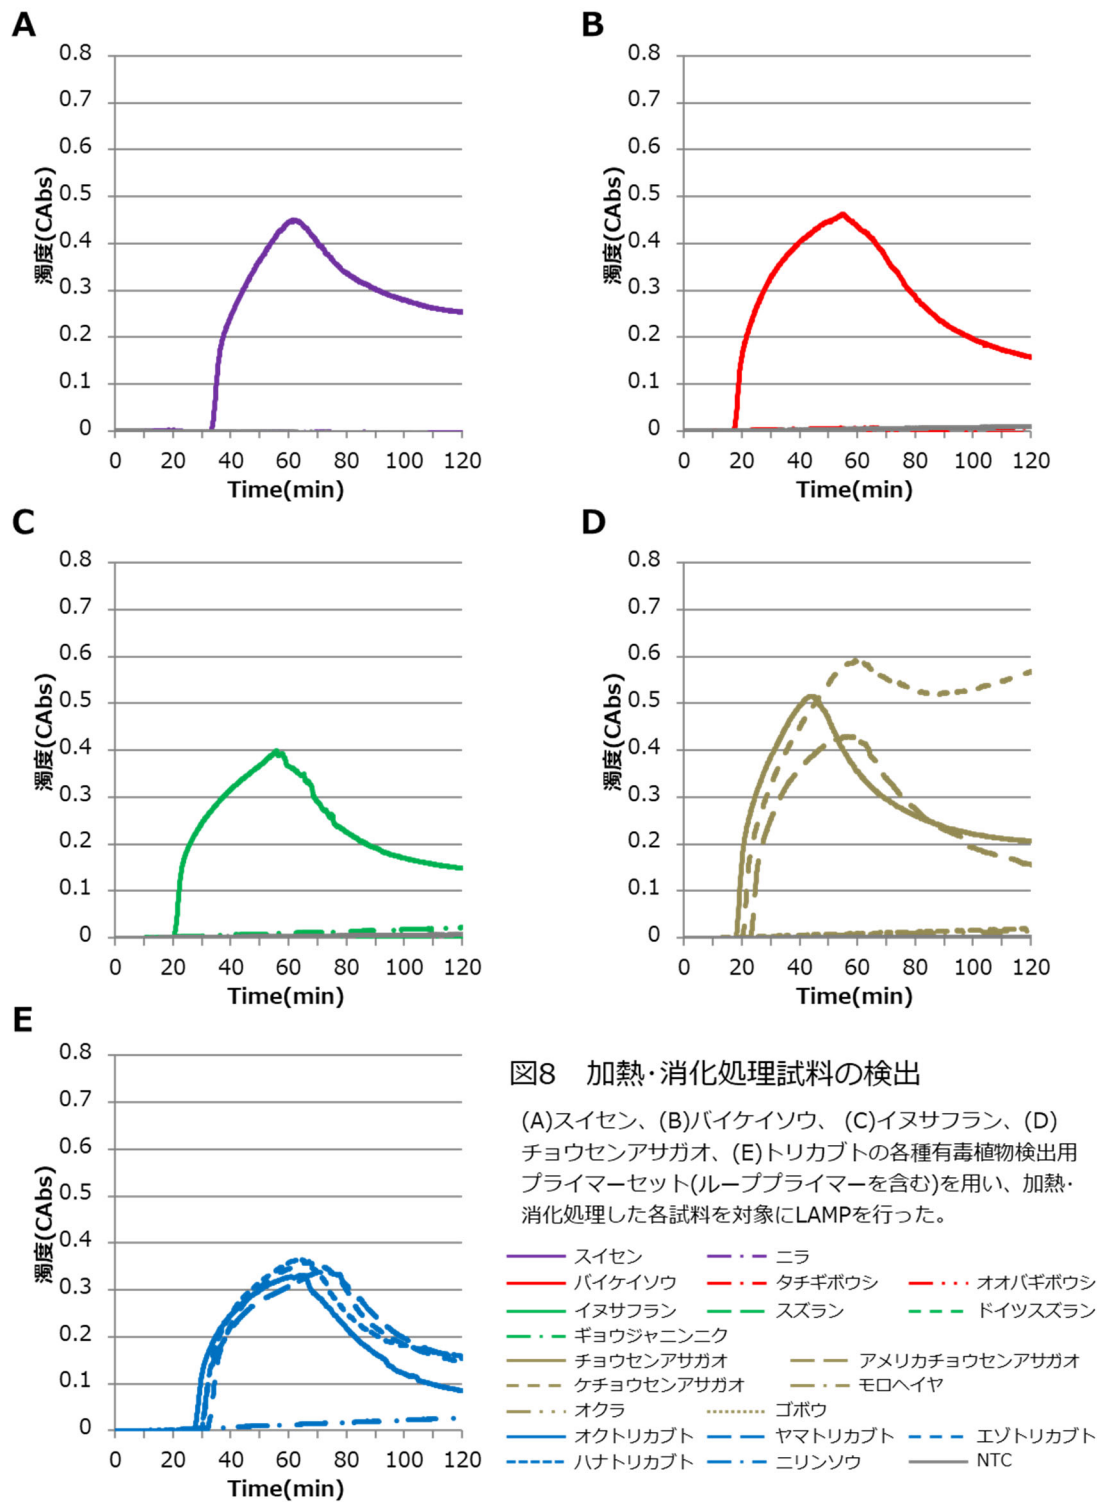 A
0.8
0.7
0.6
0.5
0.4
0.3
0.2
0.1
0
濁度(CAbs)
0 20 40 60 80 100 120
Time(min)
B
0.8
0.7
0.6
0.5
0.4
0.3
0.2
0.1
0
濁度(CAbs)
0 20 40 60 80 100 120
Time(min)
C
0.8
0.7
0.6
0.5
0.4
0.3
0.2
0.1
0
濁度(CAbs)
0 20 40 60 80 100 120
Time(min)
D
0.8
0.7
0.6
0.5
0.4
0.3
0.2
0.1
0
濁度(CAbs)
0 20 40 60 80 100 120
Time(min)
E
0.8
0.7
0.6
0.5
0.4
0.3
0.2
0.1
0
濁度(CAbs)
0 20 40 60 80 100 120
Time(min)
図8 加熱・消化処理試料の検出
(A)スイセン、(B)バイケイソウ、 (C)イヌサフラン、(D)
チョウセンアサガオ、(E)トリカブトの各種有毒植物検出用
プライマーセット(ループプライマーを含む)を用い、加熱・
消化処理した各試料を対象にLAMPを行った。
スイセン ニラ
バイケイソウ タチギボウシ オオバギボウシ
イヌサフラン スズラン ドイツスズラン
ギョウジャニンニク
チョウセンアサガオ アメリカチョウセンアサガオ
ケチョウセンアサガオ モロヘイヤ
オクラ ゴボウ
オクトリカブト ヤマトリカブト エゾトリカブト
ハナトリカブト ニリンソウ NTC